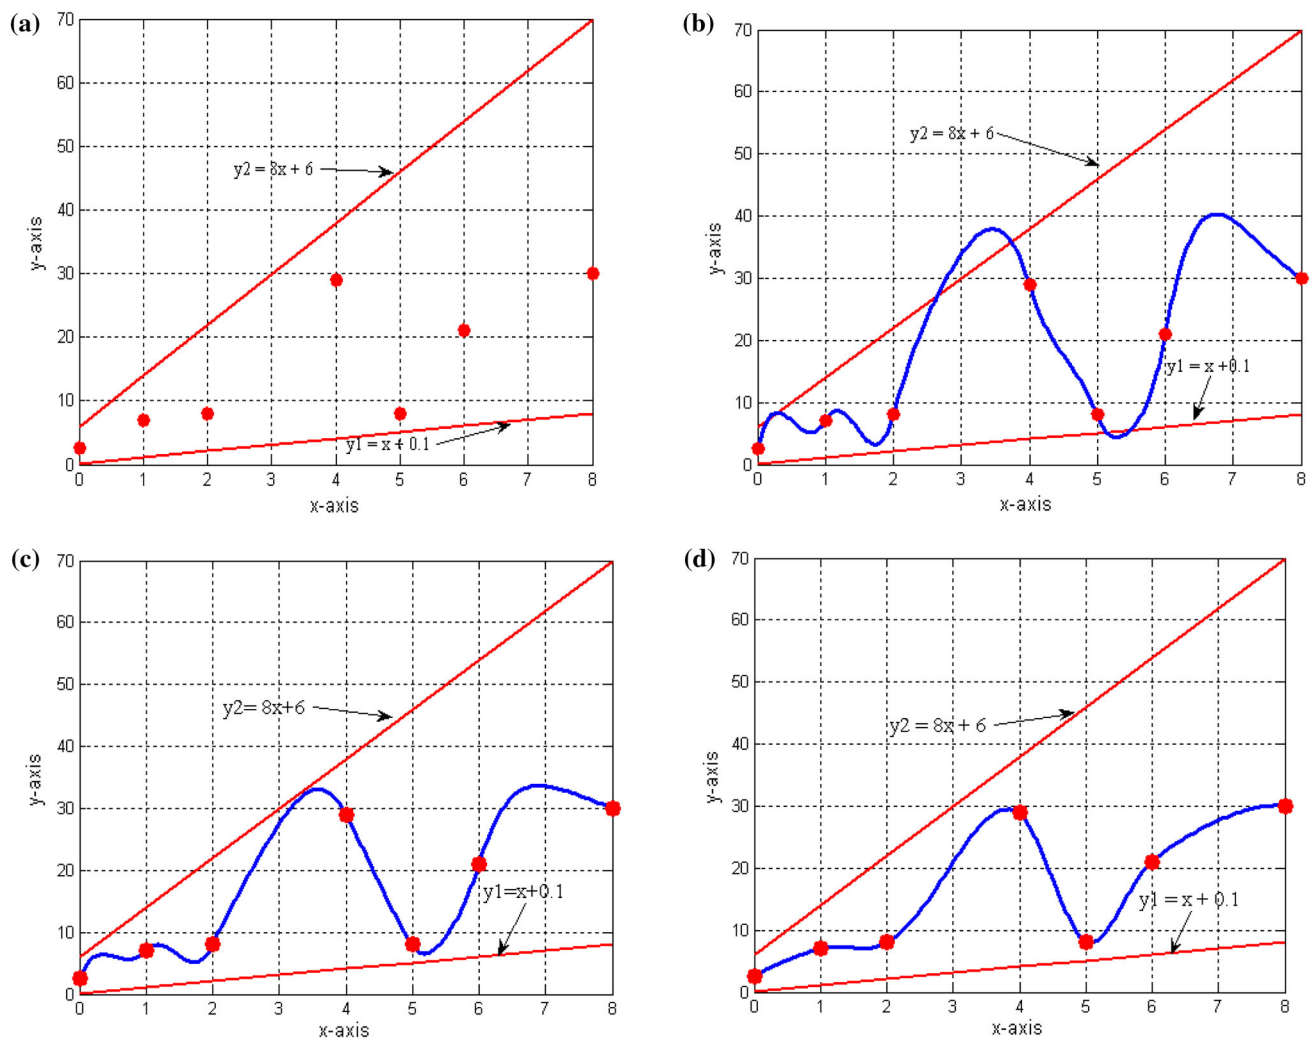 (a)
70
60
50
40
30
20
10
0
y-axis
y2 = 8x + 6
y1 = x + 0.1
0 1 2 3 4 5 6 7 8
x-axis
(b)
70
60
50
40
30
20
10
0
y-axis
y2 = 8x + 6
y1 = x +0.1
0 1 2 3 4 5 6 7 8
x-axis
(c)
70
60
50
40
30
20
10
0
y-axis
y2= 8x+6
y1=x+0.1
0 1 2 3 4 5 6 7 8
x-axis
(d)
70
60
50
40
30
20
10
0
y-axis
y2 = 8x + 6
y1 = x + 0.1
0 1 2 3 4 5 6 7 8
x-axis